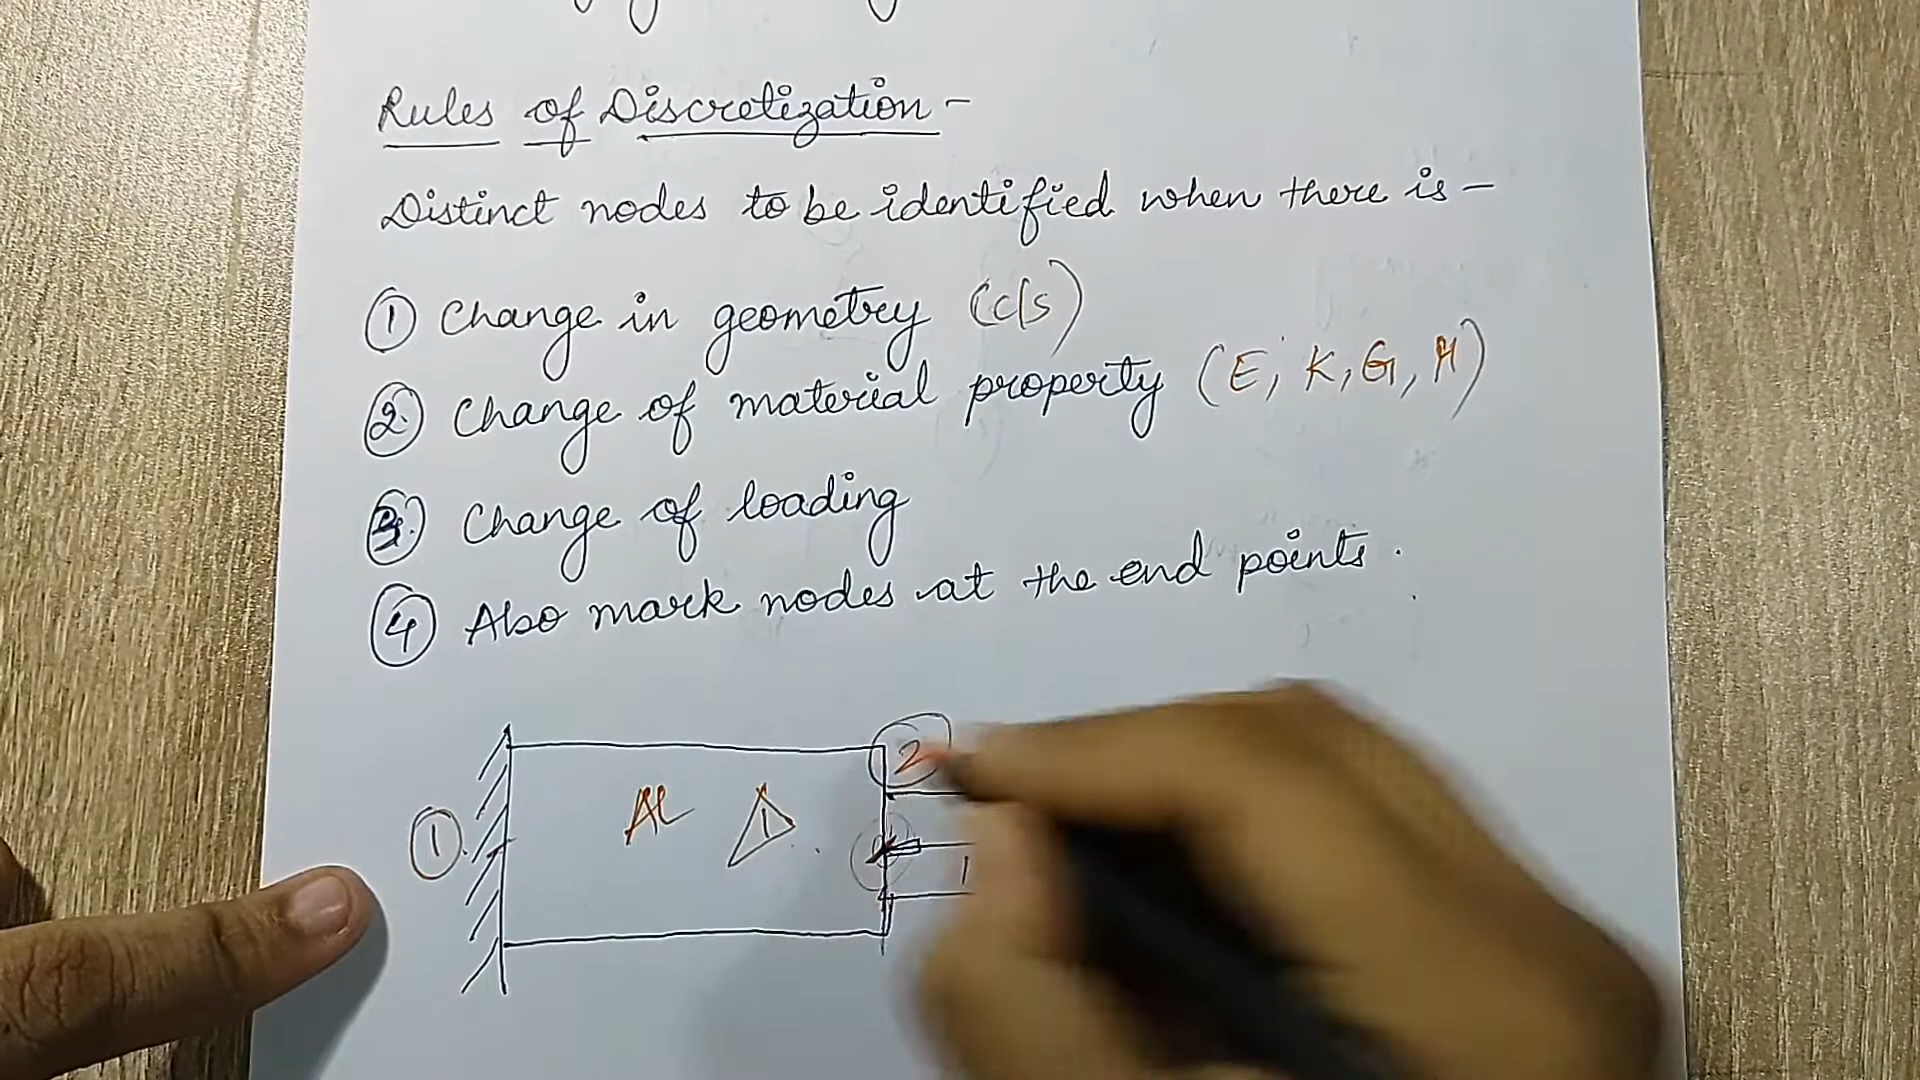 Rules of Discretization -
Distinct nodes to be identified when there is -
① Change in geometry (c/s)
②. Change of material property (E, K, G, H)
③. Change of loading
④ Also mark nodes at the end points.
2
①. Al 1
1